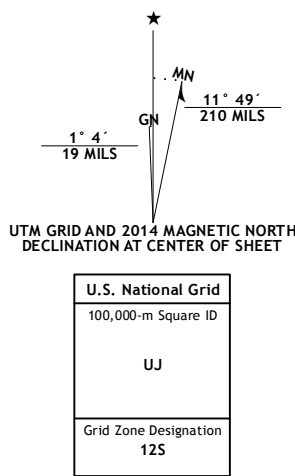 ★
MN
GN
11° 49´
210 MILS
1° 4´
19 MILS
UTM GRID AND 2014 MAGNETIC NORTH
DECLINATION AT CENTER OF SHEET
U.S. National Grid
100,000-m Square ID
UJ
Grid Zone Designation
12S